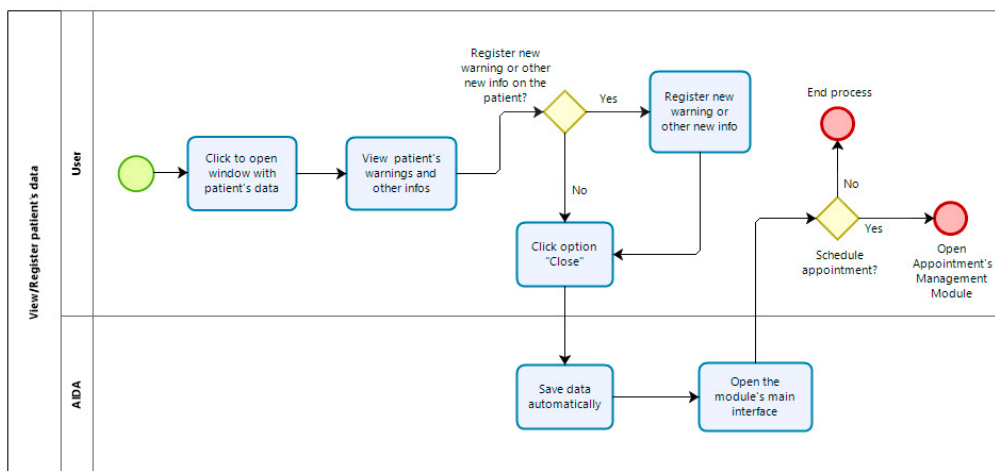 View/Register patient's data
User
Click to open
window with
patient's data
View patient's
warnings and
other infos
Register new
warning or other
new info on the
patient?
Yes
No
Register new
warning or
other new info
Click option
"Close"
End process
No
Yes
Schedule
appointment?
Open
Appointment's
Management
Module
AIDA
Save data
automatically
Open the
module's main
interface